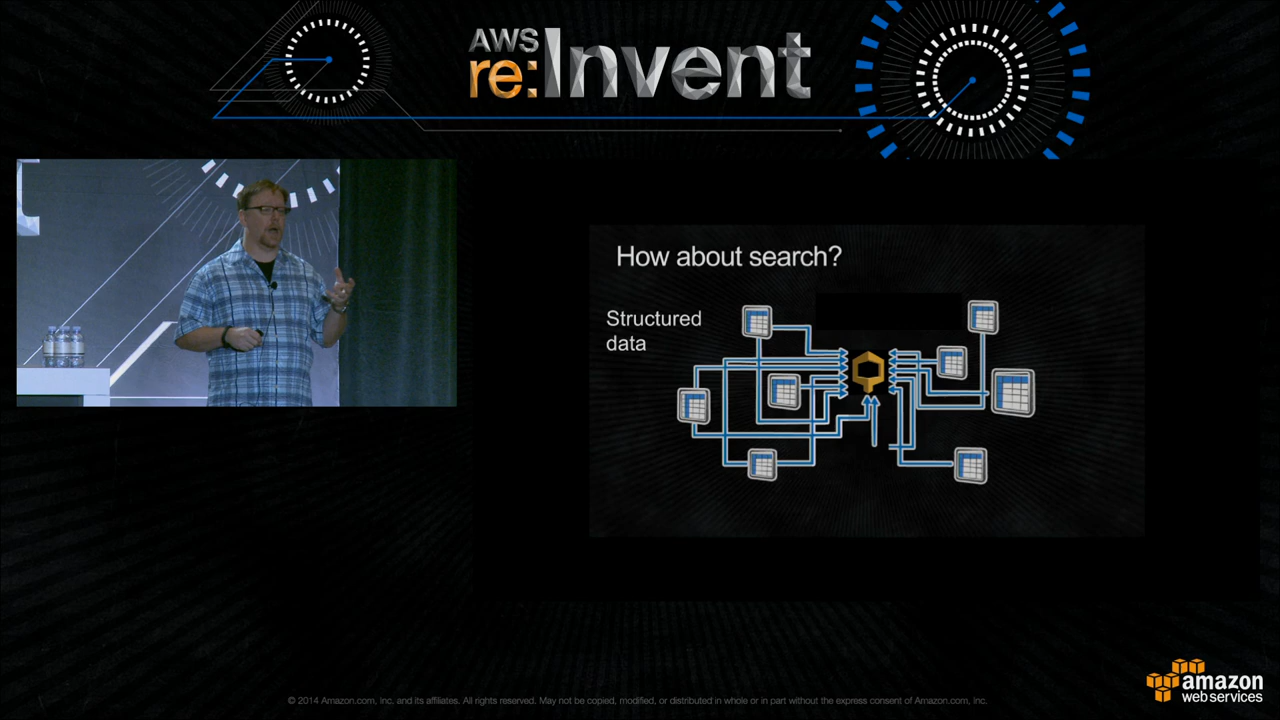 AWS
re:Invent
How about search?
Structured
data
© 2014 Amazon.com, Inc. and its affiliates. All rights reserved. May not be copied, modified, or distributed in whole or in part without the express consent of Amazon.com, Inc.
amazon
web services